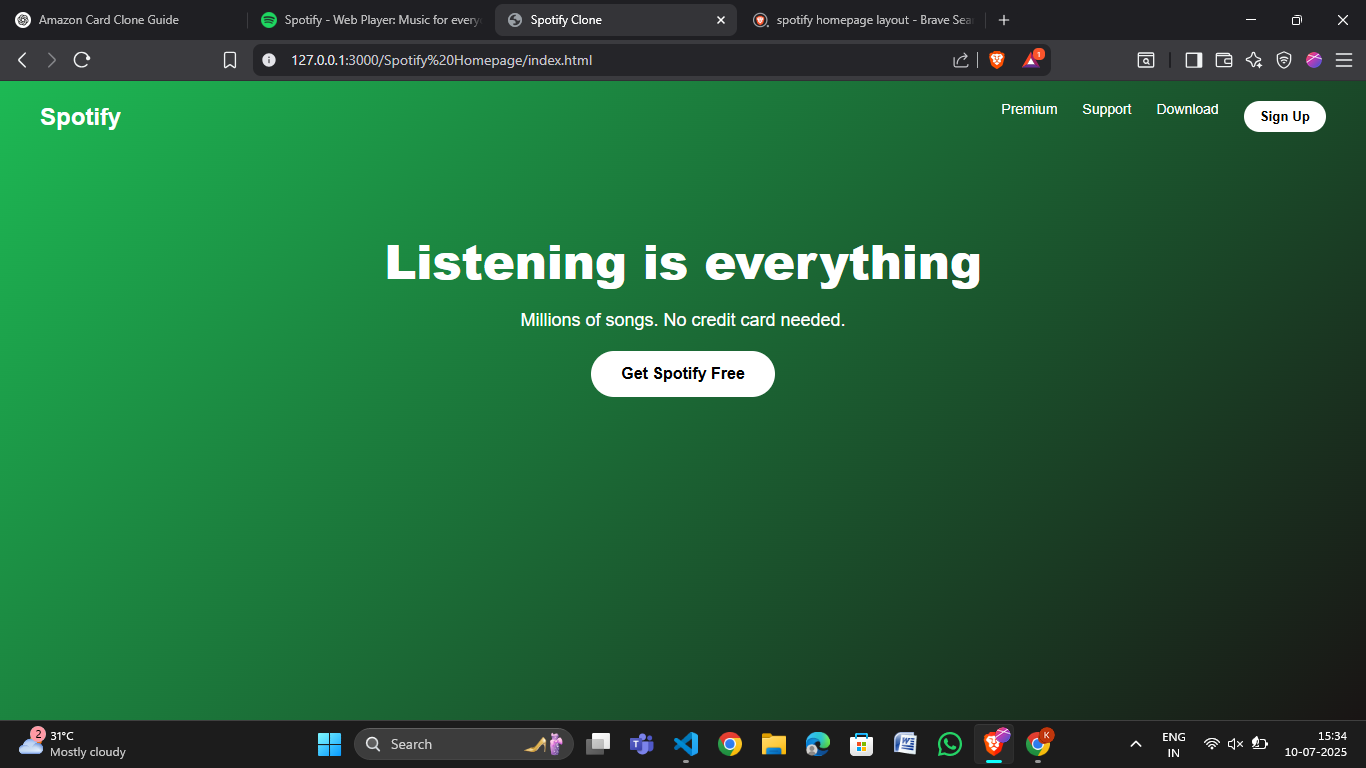 Amazon Card Clone Guide
Spotify - Web Player: Music for every
Spotify Clone
spotify homepage layout - Brave Sea
127.0.0.1:3000/Spotify%20Homepage/index.html
1
Spotify
Premium
Support
Download
Sign Up
Listening is everything
Millions of songs. No credit card needed.
Get Spotify Free
2
31°C
Mostly cloudy
Search
K
ENG
IN
15:34
10-07-2025